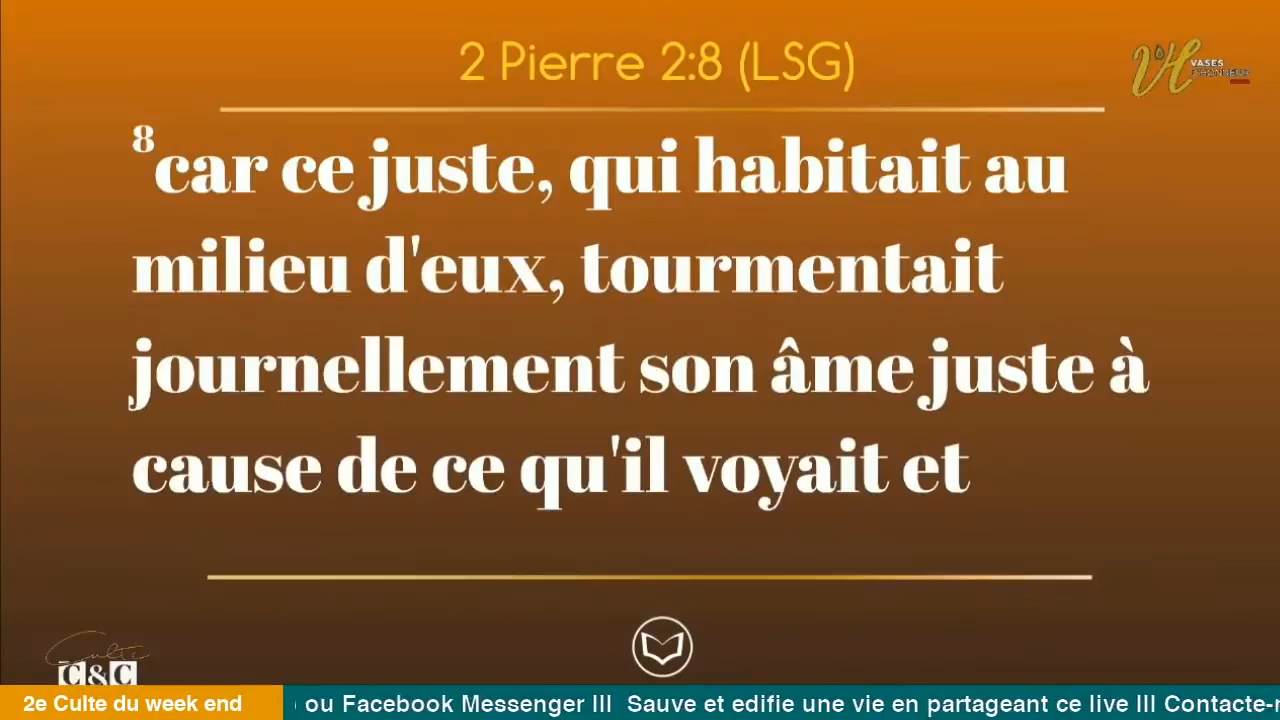 2 Pierre 2:8 (LSG)
VASES
D'HONNEUR
8car ce juste, qui habitait au
milieu d'eux, tourmentait
journellement son âme juste à
cause de ce qu'il voyait et
Culte
C&C
2e Culte du week end
ou Facebook Messenger III Sauve et edifie une vie en partageant ce live III Contacte-